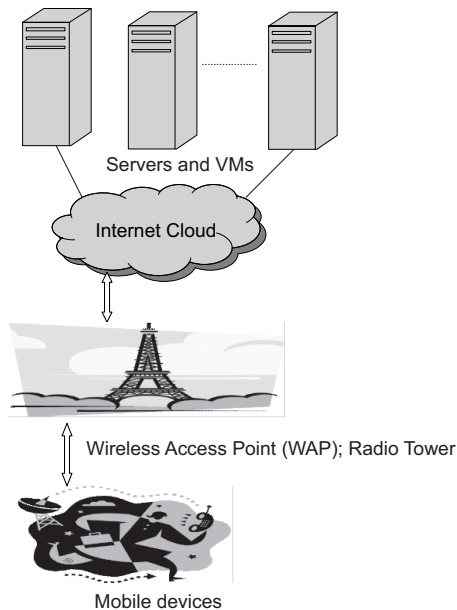 Servers and VMs
Internet Cloud
Wireless Access Point (WAP); Radio Tower
Mobile devices